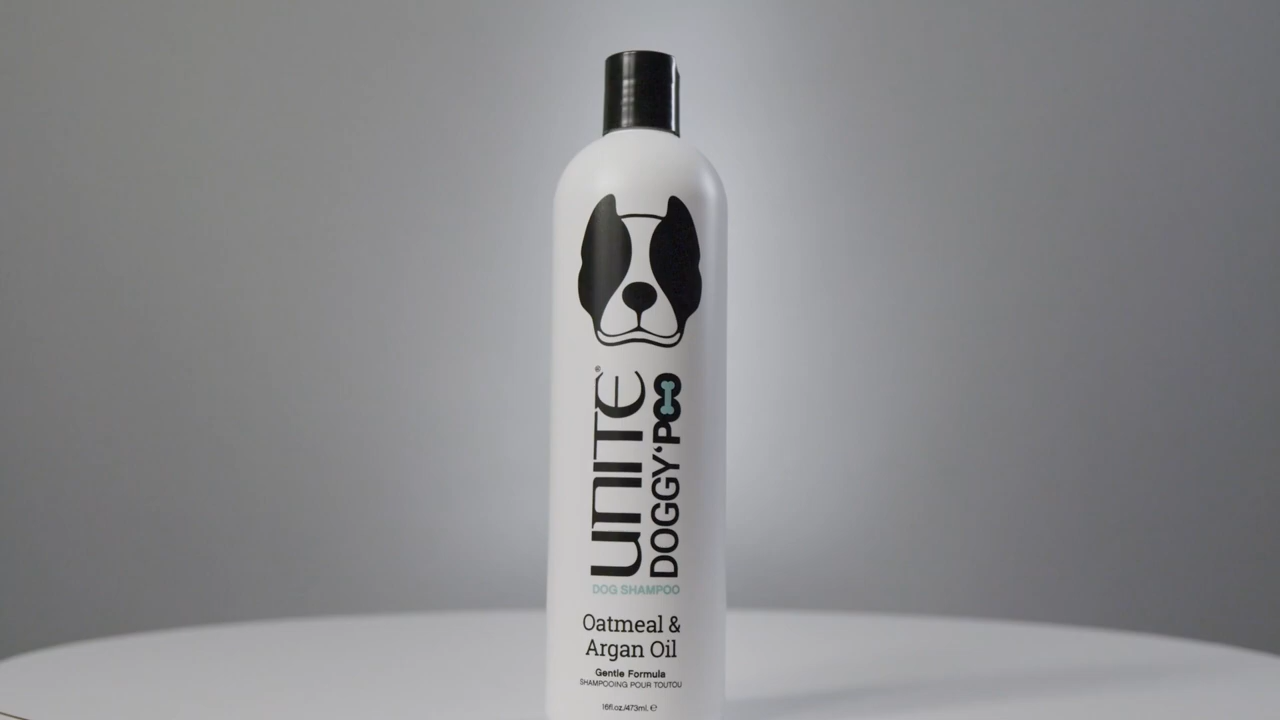 UNITE®
DOGGY'POO
DOG SHAMPOO
Oatmeal &
Argan Oil
Gentle Formula
SHAMPOOING POUR TOUTOU
16fl.oz./473ml. ℮